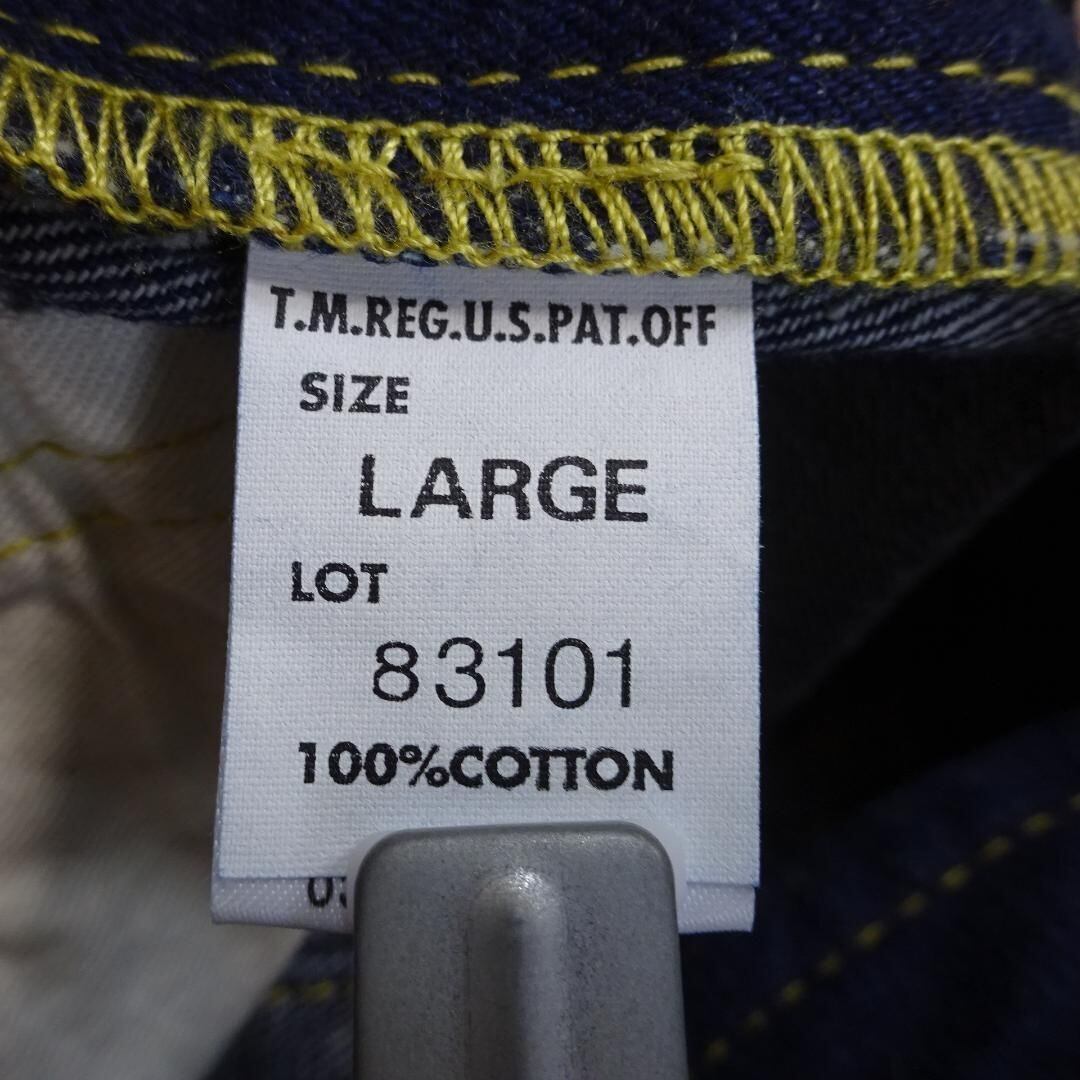 T.M.REG.U.S.PAT.OFF
SIZE
LARGE
LOT
83101
100%COTTON